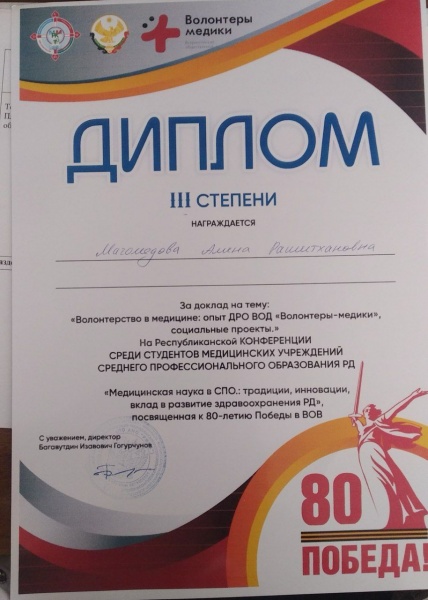 Волонтеры
медики
ДИПЛОМ
III СТЕПЕНИ
НАГРАЖДАЕТСЯ
Магомедова Алина Рашитхановна
За доклад на тему:
«Волонтерство в медицине: опыт ДРО ВОД «Волонтеры-медики»,
социальные проекты.»
На Республиканской КОНФЕРЕНЦИИ
СРЕДИ СТУДЕНТОВ МЕДИЦИНСКИХ УЧРЕЖДЕНИЙ
СРЕДНЕГО ПРОФЕССИОНАЛЬНОГО ОБРАЗОВАНИЯ РД
«Медицинская наука в СПО.: традиции, инновации,
вклад в развитие здравоохранения РД»,
посвященная к 80-летию Победы в ВОВ
С уважением, директор
Багавутдин Изавович Гогурчунов
80
ПОБЕДА!